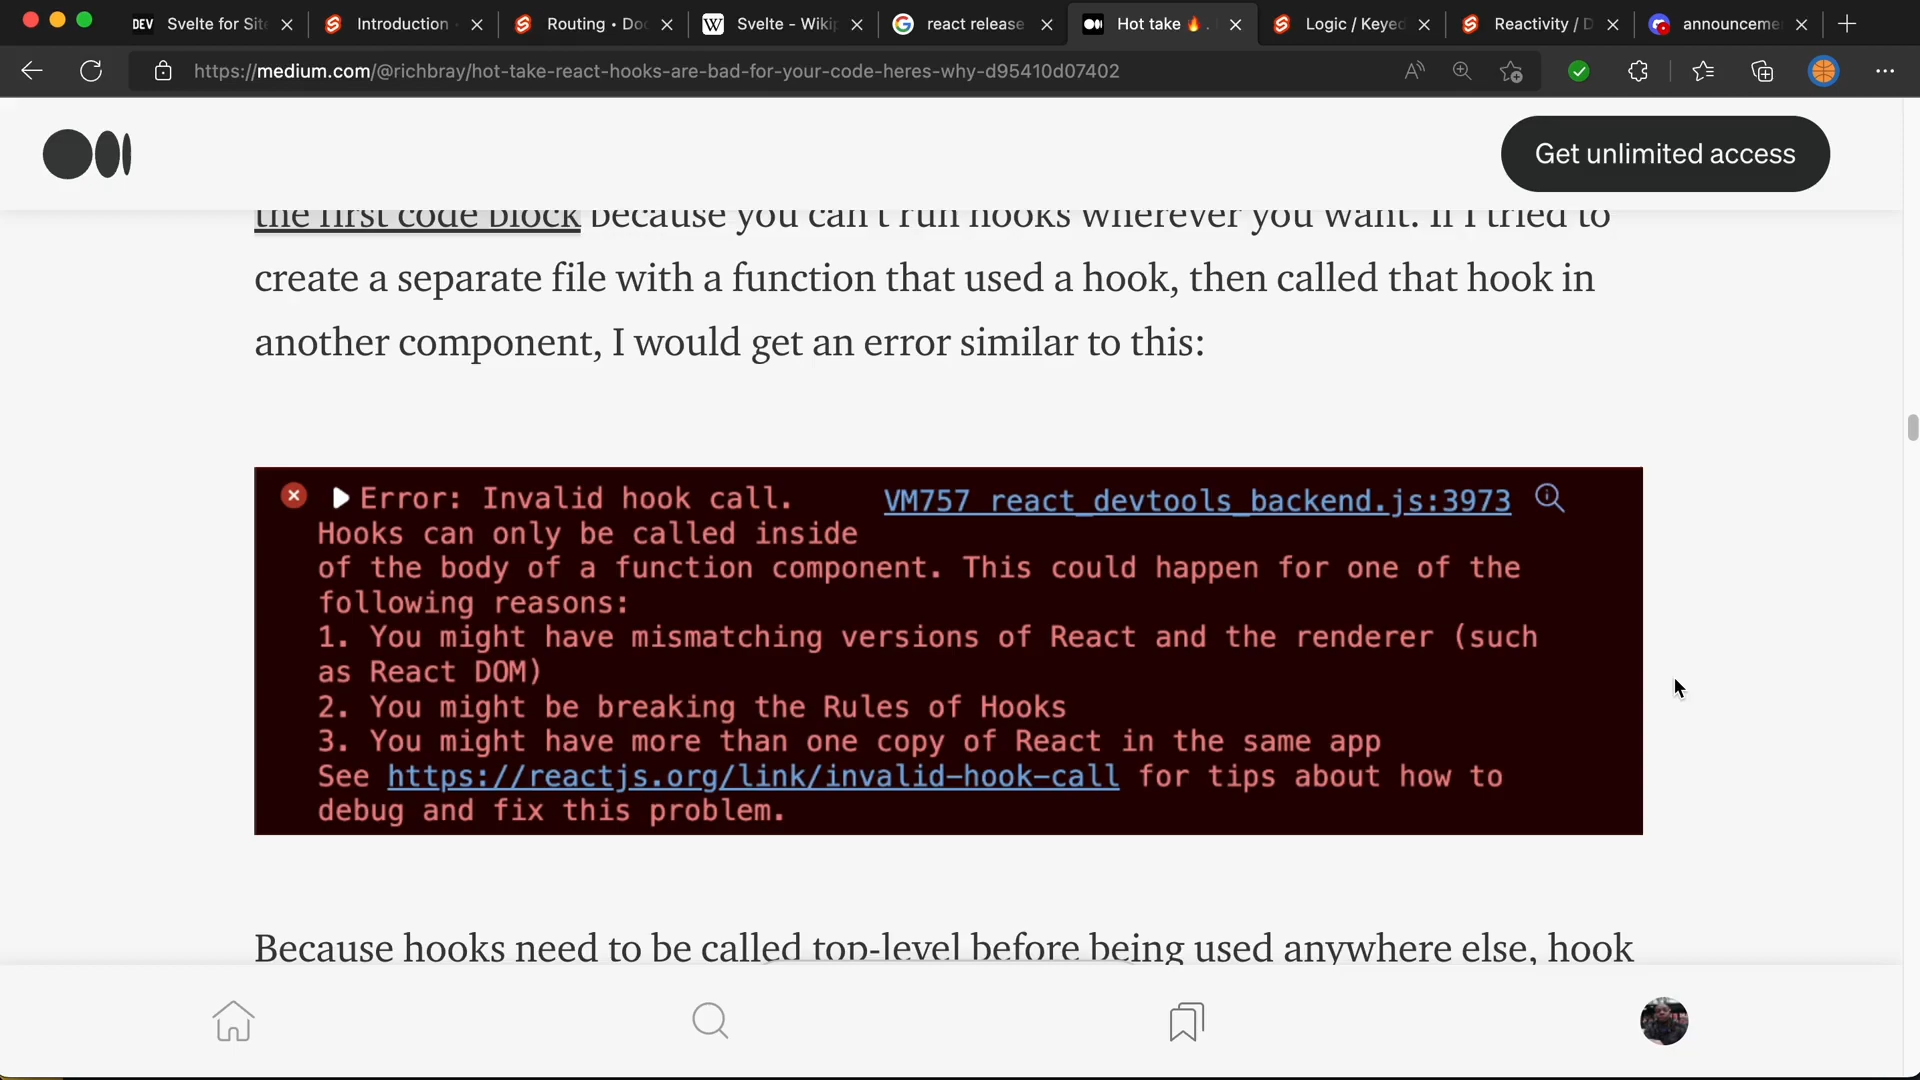 DEV Svelte for Sit
Introduction
Routing • Do
W Svelte - Wiki
react release
Hot take 🔥.
Logic / Keyed
Reactivity / D
announceme
https://medium.com/@richbray/hot-take-react-hooks-are-bad-for-your-code-heres-why-d95410d07402
Get unlimited access
the first code block because you can't run hooks wherever you want. If I tried to
create a separate file with a function that used a hook, then called that hook in
another component, I would get an error similar to this:
Error: Invalid hook call. VM757 react_devtools_backend.js:3973
Hooks can only be called inside
of the body of a function component. This could happen for one of the
following reasons:
1. You might have mismatching versions of React and the renderer (such
as React DOM)
2. You might be breaking the Rules of Hooks
3. You might have more than one copy of React in the same app
See https://reactjs.org/link/invalid-hook-call for tips about how to
debug and fix this problem.
Because hooks need to be called top-level before being used anywhere else, hook